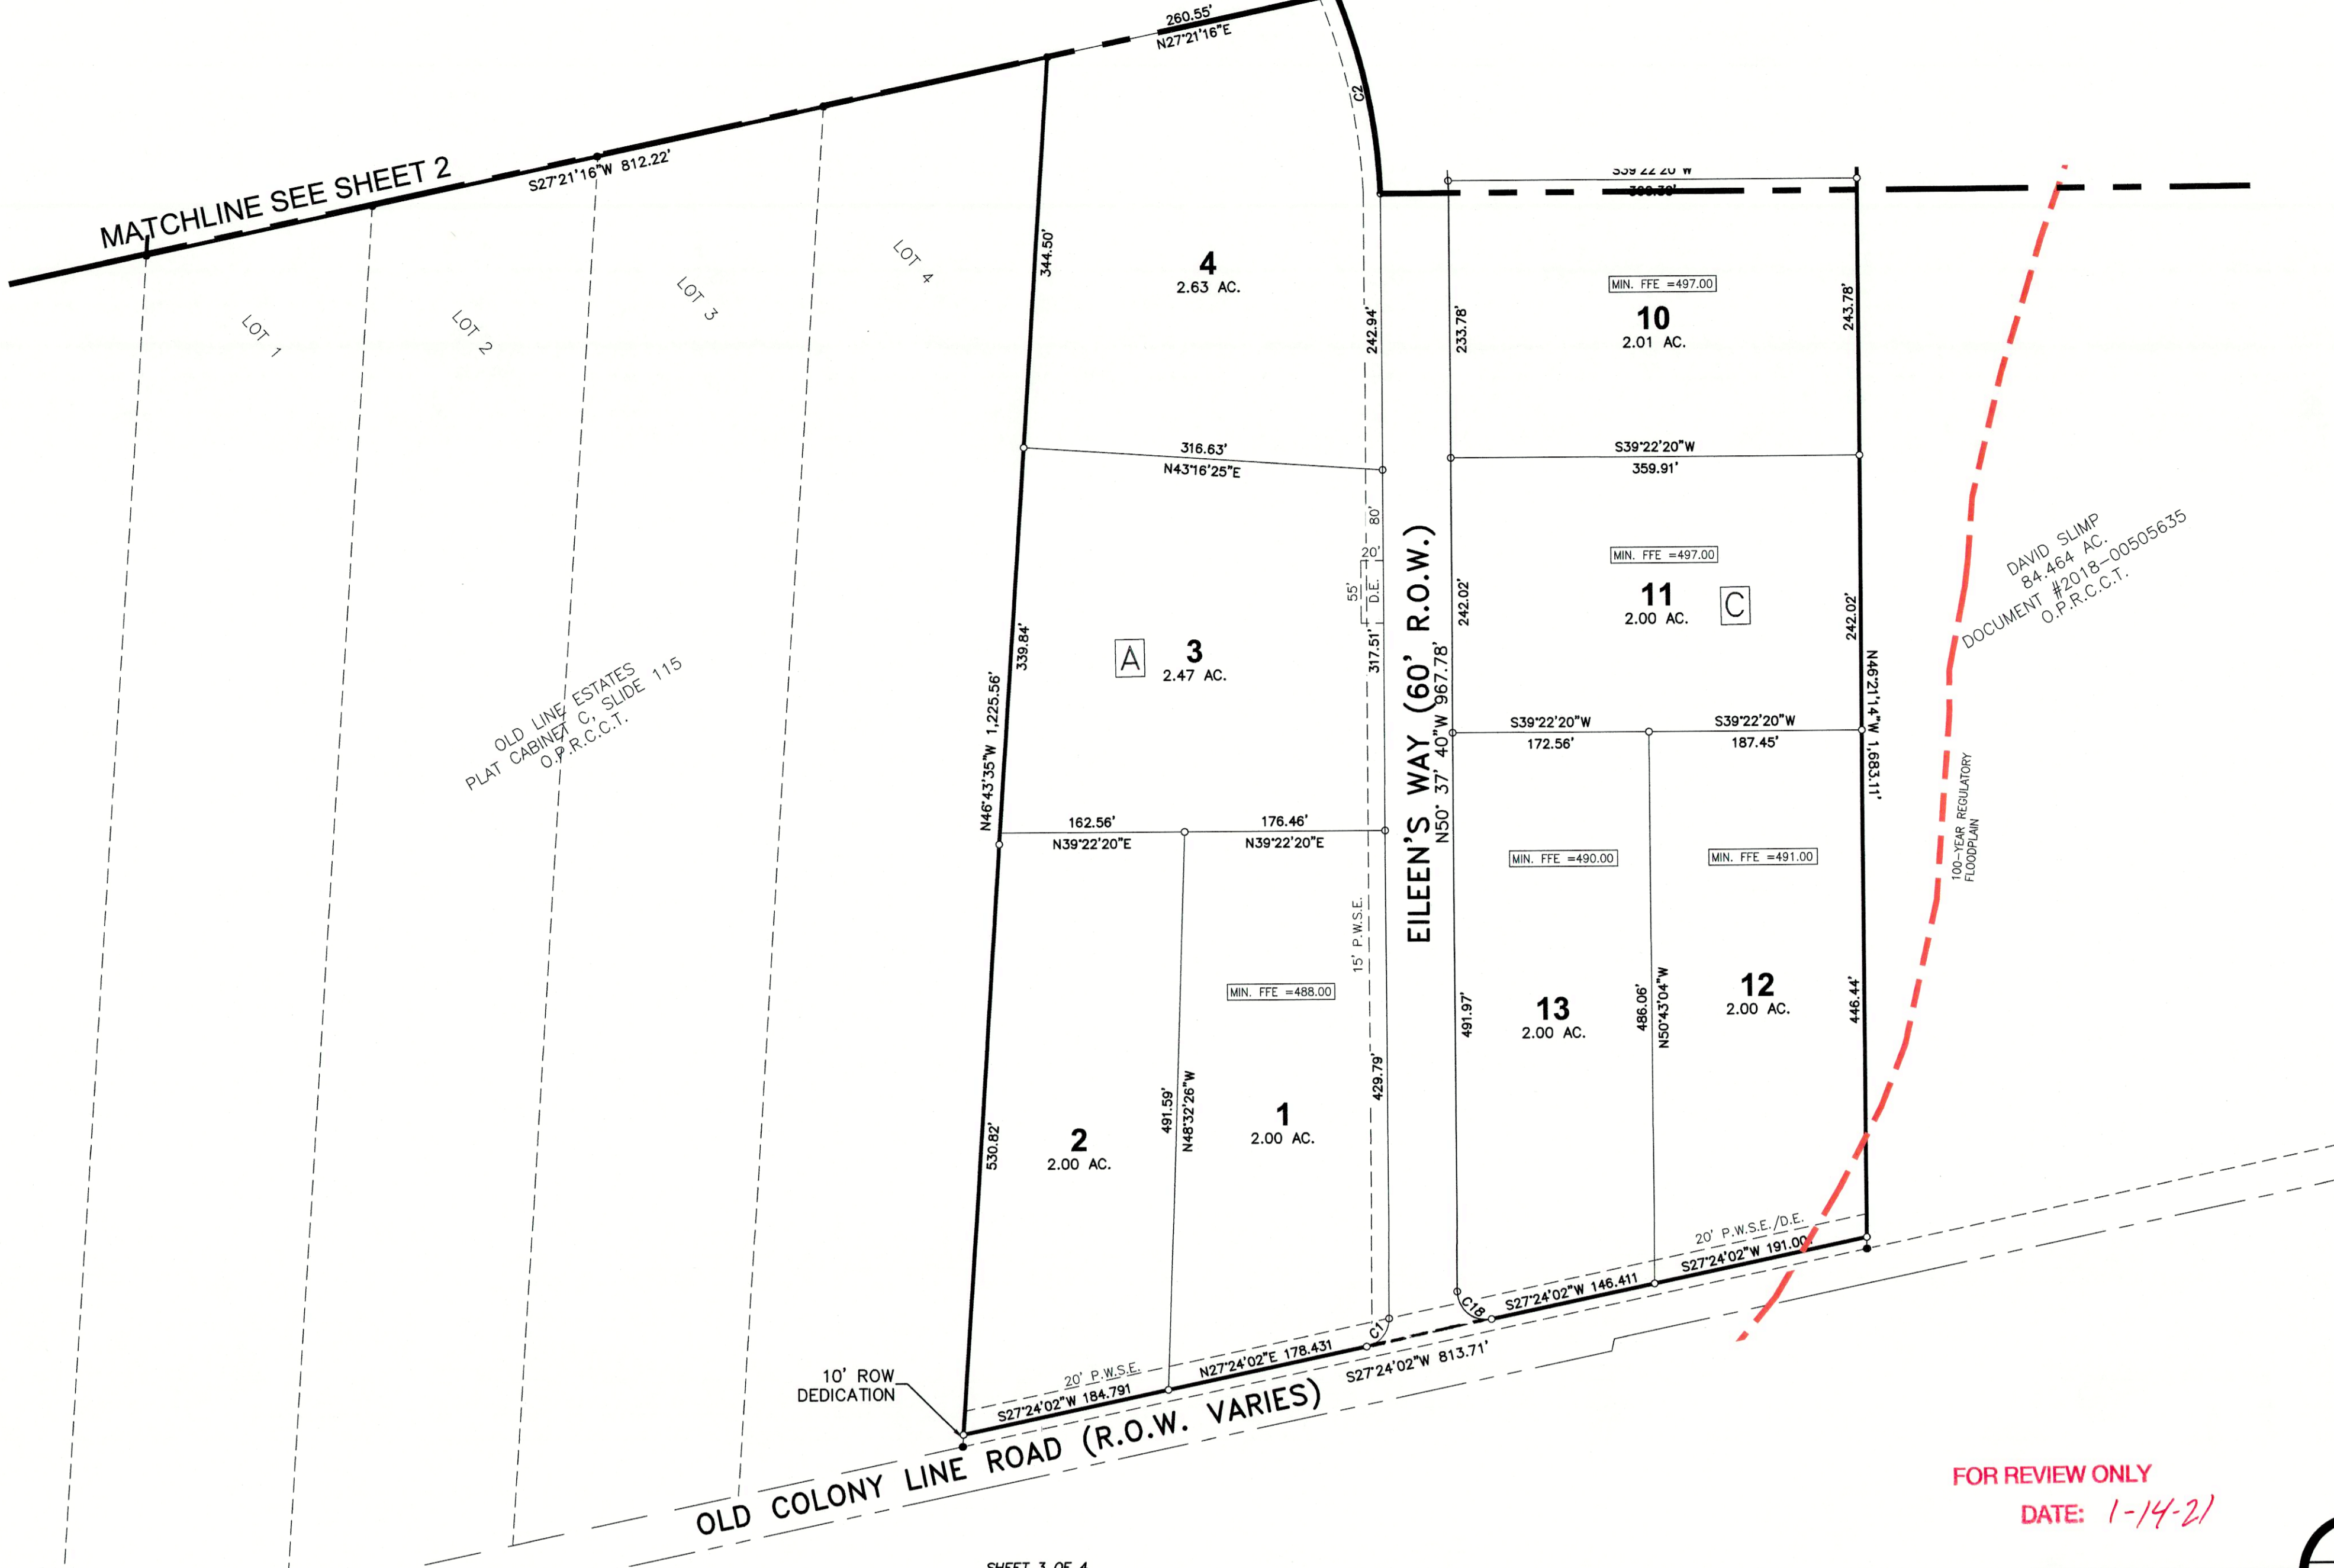 260.55'
N27°21'16"E
MATCHLINE SEE SHEET 2
S27°21'16"W 812.22'
C2
LOT 1
LOT 2
LOT 3
LOT 4
344.50'
4
2.63 AC.
242.94'
233.78'
MIN. FFE =497.00
10
2.01 AC.
243.78'
S39°22'20"W
316.63'
N43°16'25"E
S39°22'20"W
359.91'
80'
20'
55'
D.E.
317.51'
339.84'
A
3
2.47 AC.
EILEEN'S WAY (60' R.O.W.)
N50° 37' 40"W 967.78'
242.02'
MIN. FFE =497.00
11
2.00 AC.
C
242.02'
N46°21'14"W 1,683.11'
DAVID SLIMP
84.464 AC.
DOCUMENT #2018-00505635
O.P.R.C.C.T.
OLD LINE ESTATES
PLAT CABINET C, SLIDE 115
O.P.R.C.C.T.
N46°43'35"W 1,225.56'
S39°22'20"W
172.56'
S39°22'20"W
187.45'
162.56'
N39°22'20"E
176.46'
N39°22'20"E
100-YEAR REGULATORY
FLOODPLAIN
MIN. FFE =490.00
MIN. FFE =491.00
15' P.W.S.E.
MIN. FFE =488.00
491.97'
13
2.00 AC.
486.06'
N50°43'04"W
12
2.00 AC.
446.44'
530.82'
2
2.00 AC.
491.59'
N48°32'26"W
1
2.00 AC.
429.79'
20' P.W.S.E./D.E.
S27°24'02"W 191.00
C18
S27°24'02"W 146.411
C1
N27°24'02"E 178.431
S27°24'02"W 813.71'
20' P.W.S.E.
S27°24'02"W 184.791
10' ROW
DEDICATION
OLD COLONY LINE ROAD (R.O.W. VARIES)
FOR REVIEW ONLY
DATE: 1-14-21
SHEET 3 OF 4